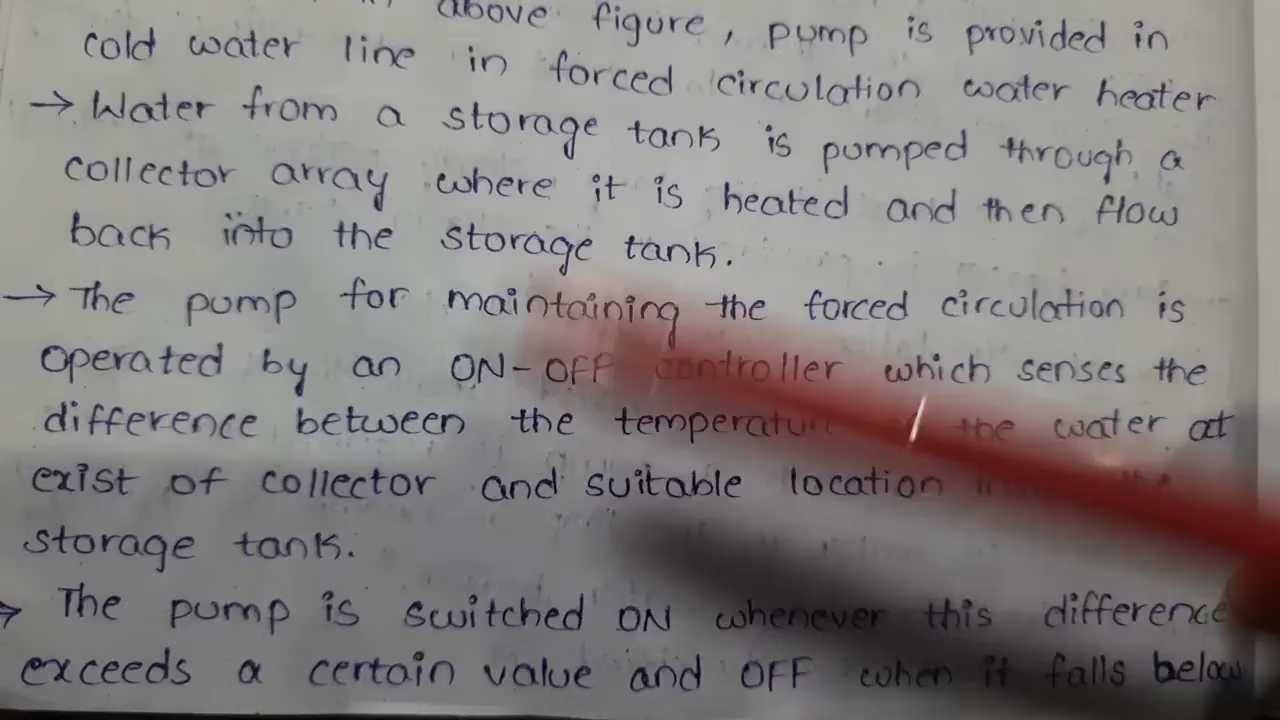 above figure, pump is provided in
cold water line in forced circulation water heater
→ Water from a storage tank is pumped through a
collector array where it is heated and then flow
back into the storage tank.
→ The pump for maintaining the forced circulation is
operated by an ON-OFF controller which senses the
difference between the temperature the water at
exist of collector and suitable location
storage tank.
→ The pump is switched ON whenever this difference
exceeds a certain value and OFF when it falls below